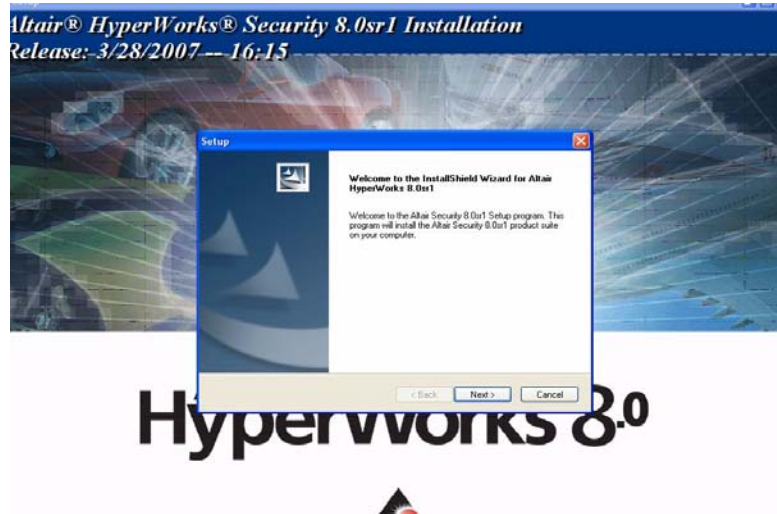 Altair® HyperWorks® Security 8.0sr1 Installation
Release: 3/28/2007 -- 16:15
Setup
Welcome to the InstallShield Wizard for Altair
HyperWorks 8.0sr1
Welcome to the Altair Security 8.0sr1 Setup program. This
program will install the Altair Security 8.0sr1 product suite
on your computer.
< Back
Next >
Cancel
HyperWorks 8.0